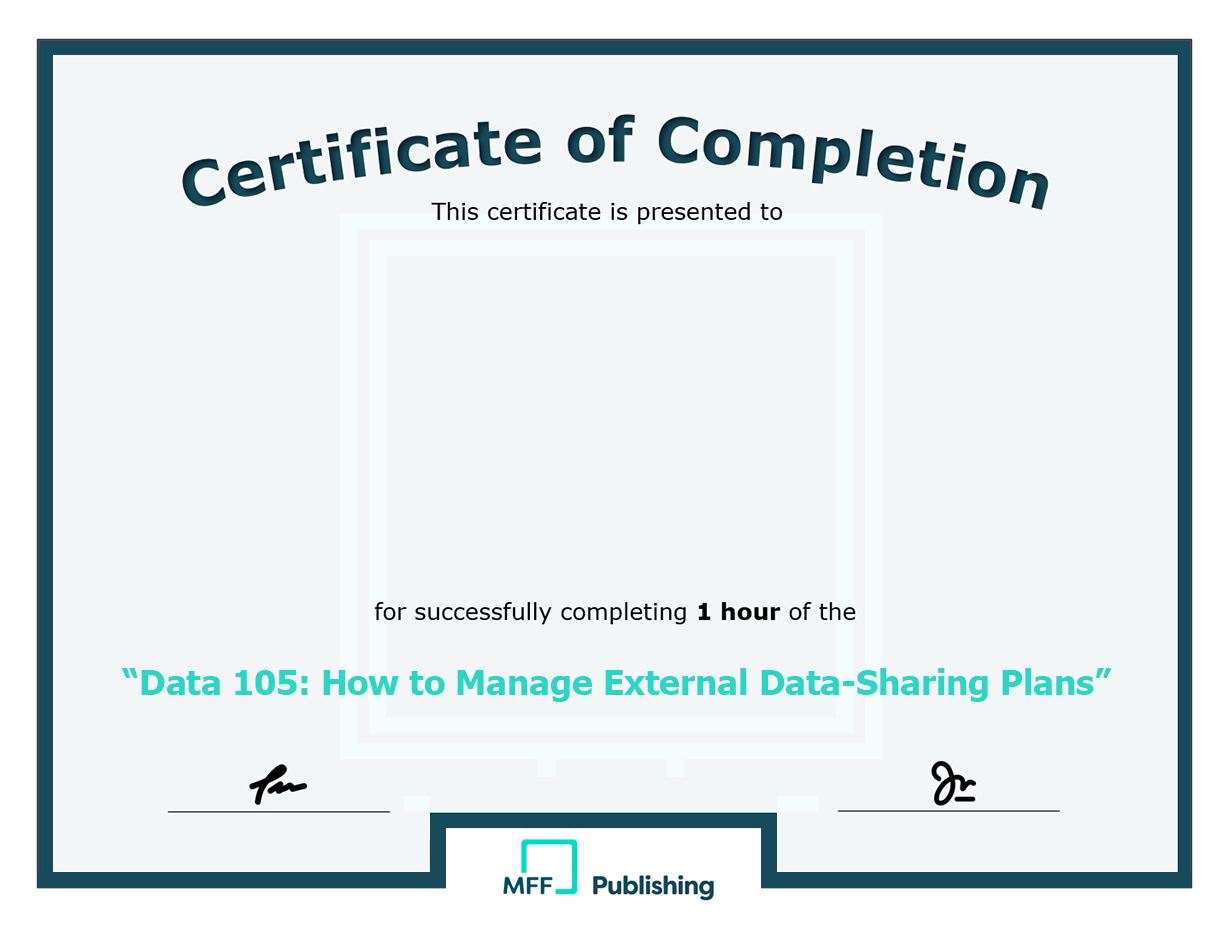 Certificate of Completion
This certificate is presented to
for successfully completing 1 hour of the
“Data 105: How to Manage External Data-Sharing Plans”
MFF Publishing